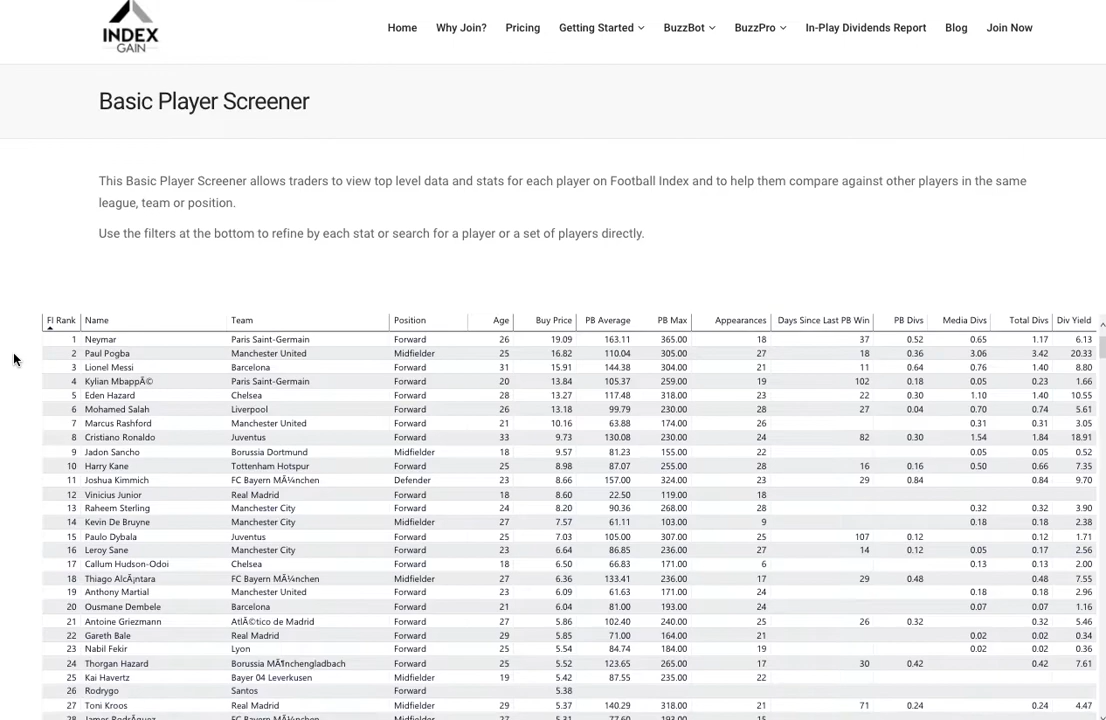 INDEX
GAIN
Home Why Join? Pricing Getting Started BuzzBot BuzzPro In-Play Dividends Report Blog Join Now
Basic Player Screener
This Basic Player Screener allows traders to view top level data and stats for each player on Football Index and to help them compare against other players in the same
league, team or position.
Use the filters at the bottom to refine by each stat or search for a player or a set of players directly.
FI Rank Name Team Position Age Buy Price PB Average PB Max Appearances Days Since Last PB Win PB Divs Media Divs Total Divs Div Yield
1 Neymar Paris Saint-Germain Forward 26 19.09 163.11 365.00 18 37 0.52 0.65 1.17 6.13
2 Paul Pogba Manchester United Midfielder 25 16.82 110.04 305.00 27 18 0.36 3.06 3.42 20.33
3 Lionel Messi Barcelona Forward 31 15.91 144.38 304.00 21 11 0.64 0.76 1.40 8.80
4 Kylian MbappÃ© Paris Saint-Germain Forward 20 13.84 105.37 259.00 19 102 0.18 0.05 0.23 1.66
5 Eden Hazard Chelsea Forward 28 13.27 117.48 318.00 23 22 0.30 1.10 1.40 10.55
6 Mohamed Salah Liverpool Forward 26 13.18 99.79 230.00 28 27 0.04 0.70 0.74 5.61
7 Marcus Rashford Manchester United Forward 21 10.16 63.88 174.00 26 0.31 0.31 3.05
8 Cristiano Ronaldo Juventus Forward 33 9.73 130.08 230.00 24 82 0.30 1.54 1.84 18.91
9 Jadon Sancho Borussia Dortmund Midfielder 18 9.57 81.23 155.00 22 0.05 0.05 0.52
10 Harry Kane Tottenham Hotspur Forward 25 8.98 87.07 255.00 28 16 0.16 0.50 0.66 7.35
11 Joshua Kimmich FC Bayern MÃ¼nchen Defender 23 8.66 157.00 324.00 23 29 0.84 0.84 9.70
12 Vinicius Junior Real Madrid Forward 18 8.60 22.50 119.00 18
13 Raheem Sterling Manchester City Forward 24 8.20 90.36 268.00 28 0.32 0.32 3.90
14 Kevin De Bruyne Manchester City Midfielder 27 7.57 61.11 103.00 9 0.18 0.18 2.38
15 Paulo Dybala Juventus Forward 25 7.03 105.00 307.00 25 107 0.12 0.12 1.71
16 Leroy Sane Manchester City Forward 23 6.64 86.85 236.00 27 14 0.12 0.05 0.17 2.56
17 Callum Hudson-Odoi Chelsea Forward 18 6.50 66.83 171.00 6 0.13 0.13 2.00
18 Thiago AlcÃ¡ntara FC Bayern MÃ¼nchen Midfielder 27 6.36 133.41 236.00 17 29 0.48 0.48 7.55
19 Anthony Martial Manchester United Forward 23 6.09 61.63 171.00 24 0.18 0.18 2.96
20 Ousmane Dembele Barcelona Forward 21 6.04 81.00 193.00 24 0.07 0.07 1.16
21 Antoine Griezmann AtlÃ©tico de Madrid Forward 27 5.86 102.40 240.00 25 26 0.32 0.32 5.46
22 Gareth Bale Real Madrid Forward 29 5.85 71.00 164.00 21 0.02 0.02 0.34
23 Nabil Fekir Lyon Forward 25 5.54 84.74 184.00 19 0.02 0.02 0.36
24 Thorgan Hazard Borussia MÃ¶nchengladbach Forward 25 5.52 123.65 265.00 17 30 0.42 0.42 7.61
25 Kai Havertz Bayer 04 Leverkusen Midfielder 19 5.42 87.55 235.00 22
26 Rodrygo Santos Forward 5.38
27 Toni Kroos Real Madrid Midfielder 29 5.37 140.29 318.00 21 71 0.24 0.24 4.47